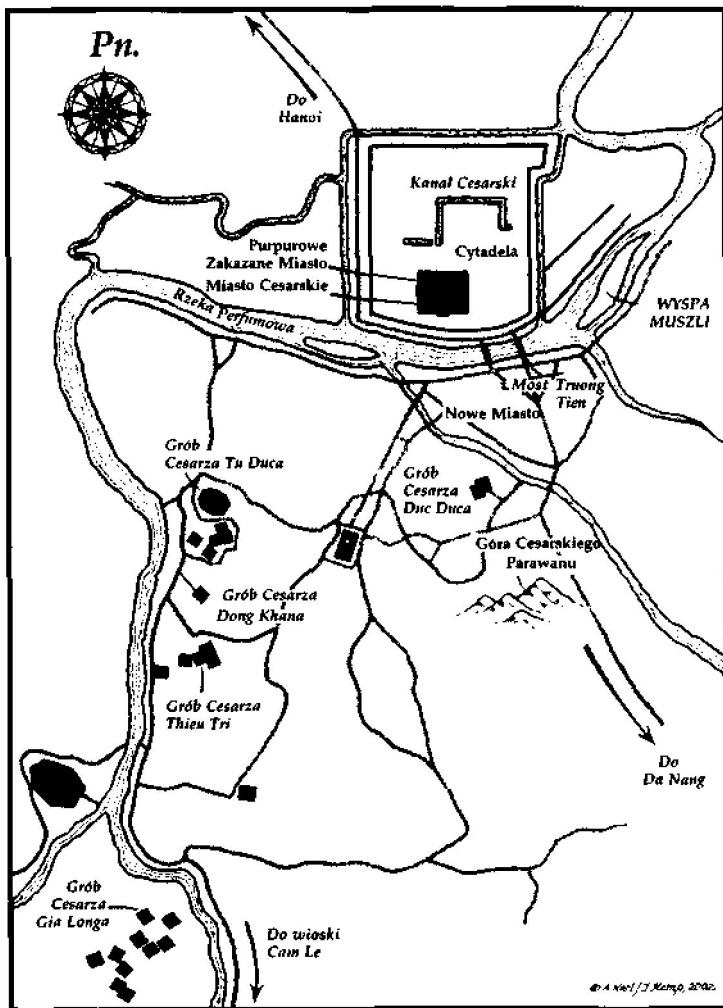 Pn.
Do
Hanoi
Kanał Cesarski
Purpurowe
Zakazane Miasto
Cytadela
Miasto Cesarskie
Rzeka Perfumowa
WYSPA
MUSZLI
Most Truong
Tien
Nowe Miasto
Grób
Cesarza Tu Duca
Grób
Cesarza
Duc Duca
Góra Cesarskiego
Parawanu
Grób Cesarza
Dong Khana
Grób Cesarza
Thieu Tri
Do
Da Nang
Grób
Cesarza
Gia Longa
Do wioski
Cam Le